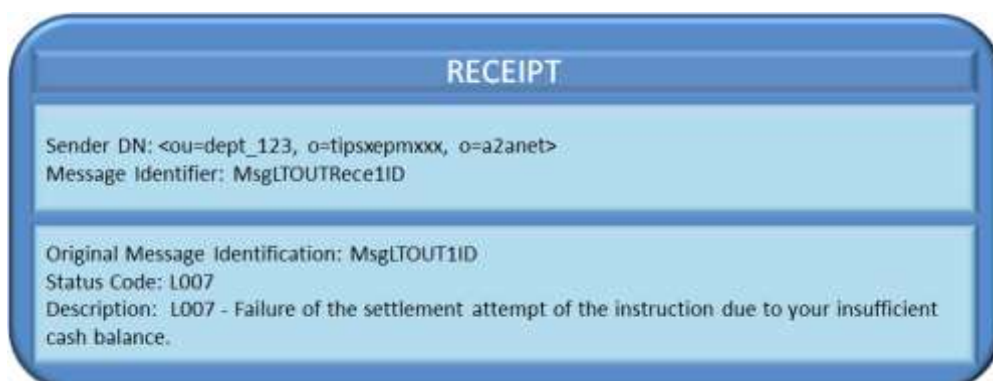 RECEIPT
Sender DN: <ou=dept_123, o=tipsxepmxxx, o=a2anet>
Message Identifier: MsgLTOUTRece1ID
Original Message Identification: MsgLTOUT1ID
Status Code: L007
Description: L007 - Failure of the settlement attempt of the instruction due to your insufficient
cash balance.